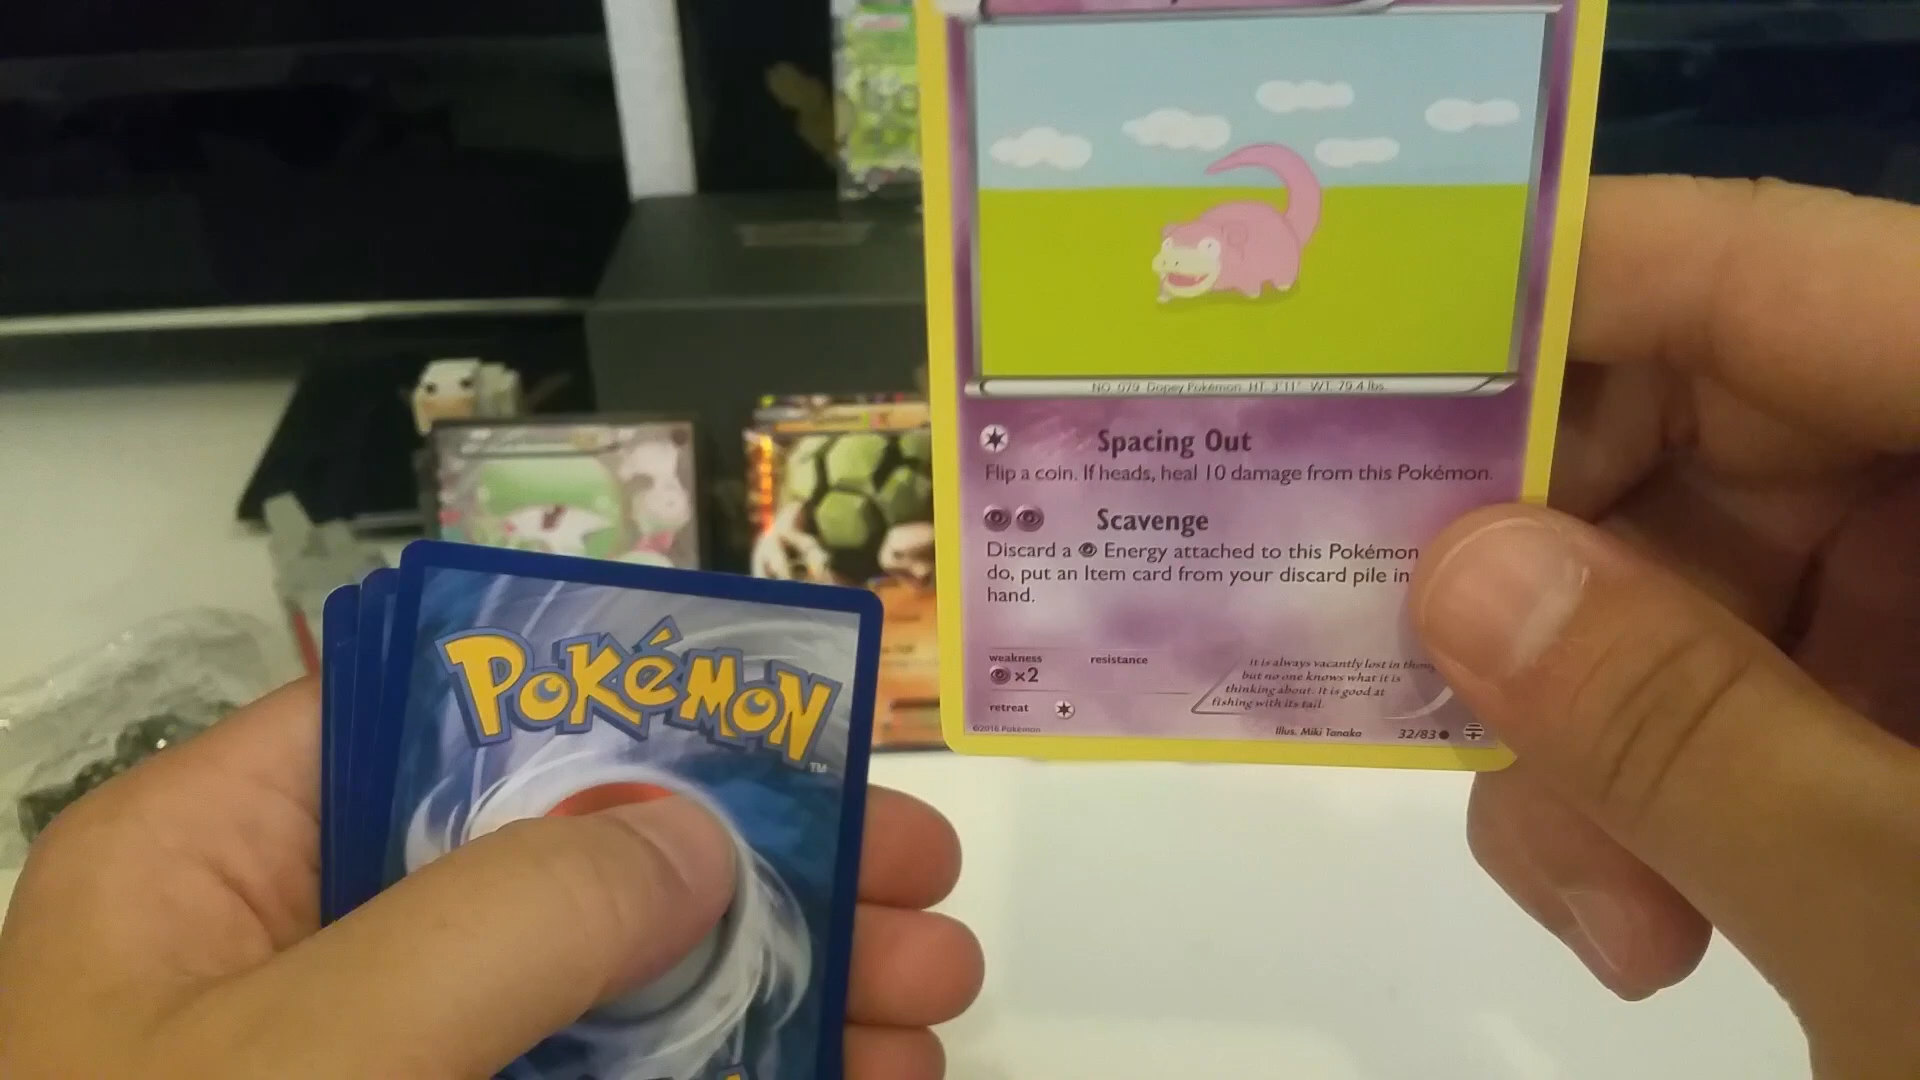 NO. 079 Dopey Pokémon HT. 3'11" WT. 79.4 lbs.
Spacing Out
Flip a coin. If heads, heal 10 damage from this Pokémon.
Scavenge
Discard a Energy attached to this Pokémon
do, put an Item card from your discard pile in
hand.
weakness
×2
resistance
It is always vacantly lost in
but no one knows what it is
thinking about. It is good at
fishing with its tail.
retreat
©2016 Pokémon
Illus. Miki Tanaka
32/83
POKéMON
TM